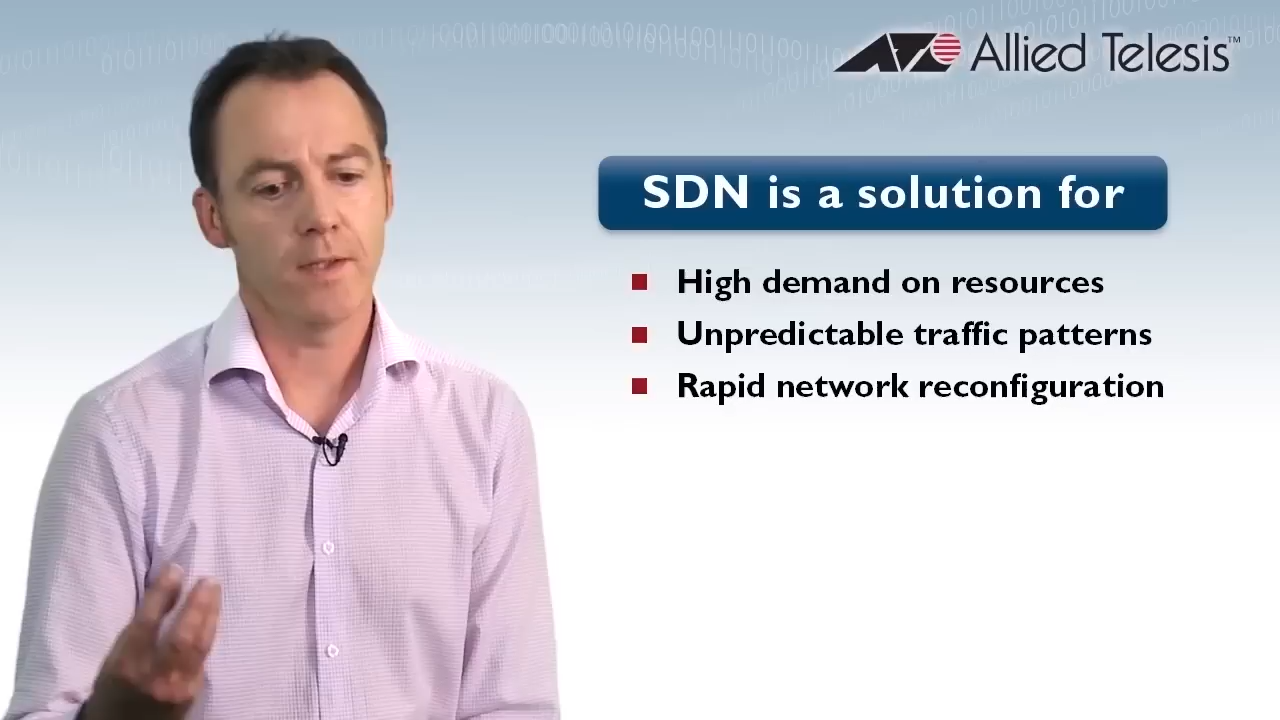 Allied Telesis™
SDN is a solution for
High demand on resources
Unpredictable traffic patterns
Rapid network reconfiguration